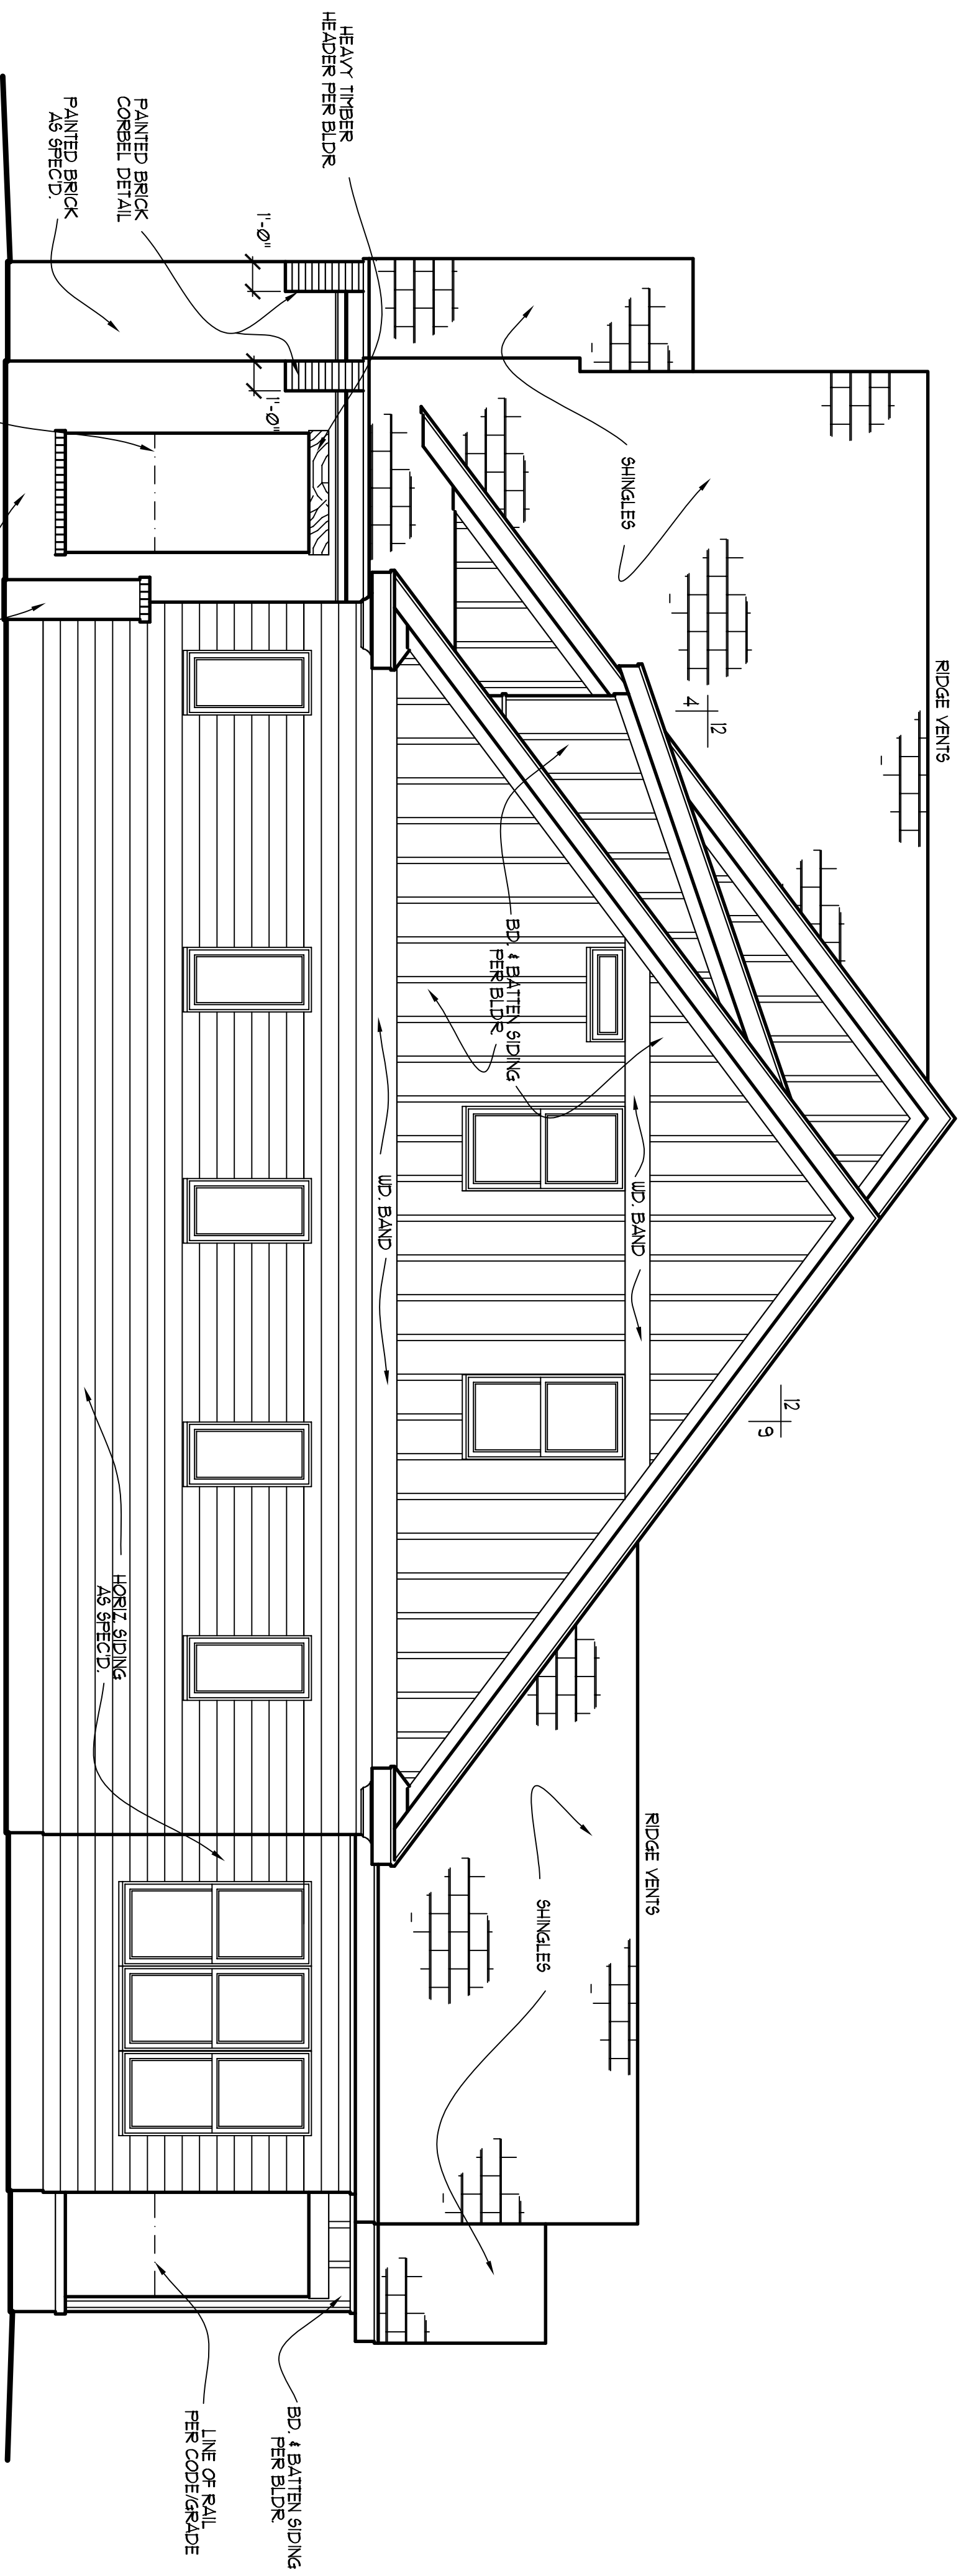 RIDGE VENTS
12
4
12
9
SHINGLES
RIDGE VENTS
WD. BAND
BD. & BATTEN SIDING
PER BLDR.
SHINGLES
WD. BAND
HEAVY TIMBER
HEADER PER BLDR.
1'-0"
1'-0"
BD. & BATTEN SIDING
PER BLDR.
PAINTED BRICK
CORBEL DETAIL
LINE OF RAIL
PER CODE/GRADE
HORIZ. SIDING
AS SPEC'D.
PAINTED BRICK
AS SPEC'D.